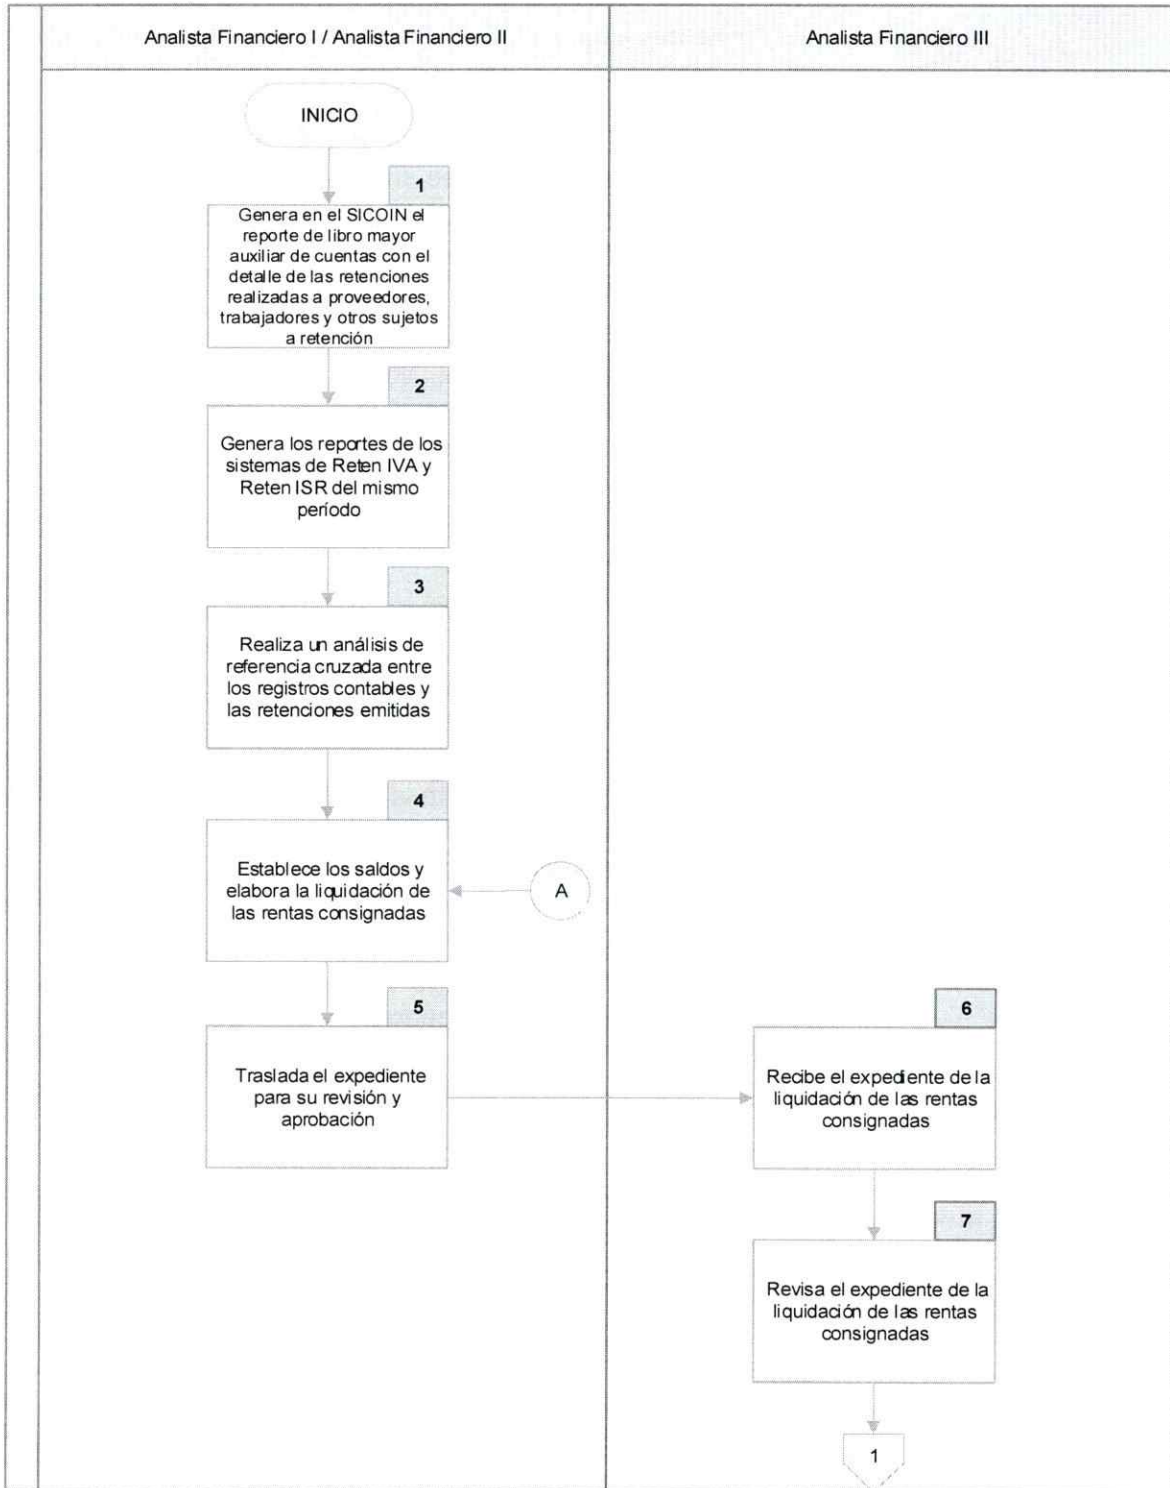 Analista Financiero I / Analista Financiero II
Analista Financiero III
INICIO
1
Genera en el SICOIN el
reporte de libro mayor
auxiliar de cuentas con el
detalle de las retenciones
realizadas a proveedores,
trabajadores y otros sujetos
a retención
2
Genera los reportes de los
sistemas de Reten IVA y
Reten ISR del mismo
período
3
Realiza un análisis de
referencia cruzada entre
los registros contables y
las retenciones emitidas
4
Establece los saldos y
elabora la liquidación de
las rentas consignadas
A
5
Traslada el expediente
para su revisión y
aprobación
6
Recibe el expediente de la
liquidación de las rentas
consignadas
7
Revisa el expediente de la
liquidación de las rentas
consignadas
1